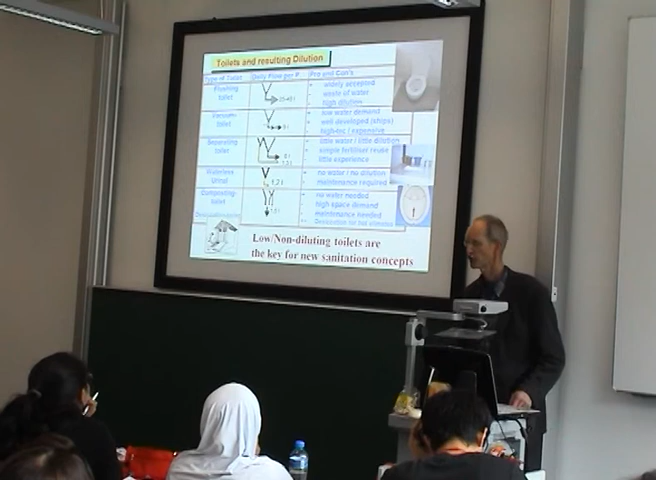 Toilets and resulting Dilution
Type of Toilet Daily Flow per P. Pro and Con's
Flushing
toilet
widely accepted
waste of water
high dilution
Vacuum-
toilet
low water demand
well developed (ships)
high-tec / expensive
Separating
toilet
little water / little dilution
simple fertiliser reuse
little experience
Waterless
Urinal
no water / no dilution
maintenance required
Composting-
toilet
no water needed
high space demand
maintenance needed
Low/Non-diluting toilets are
the key for new sanitation concepts